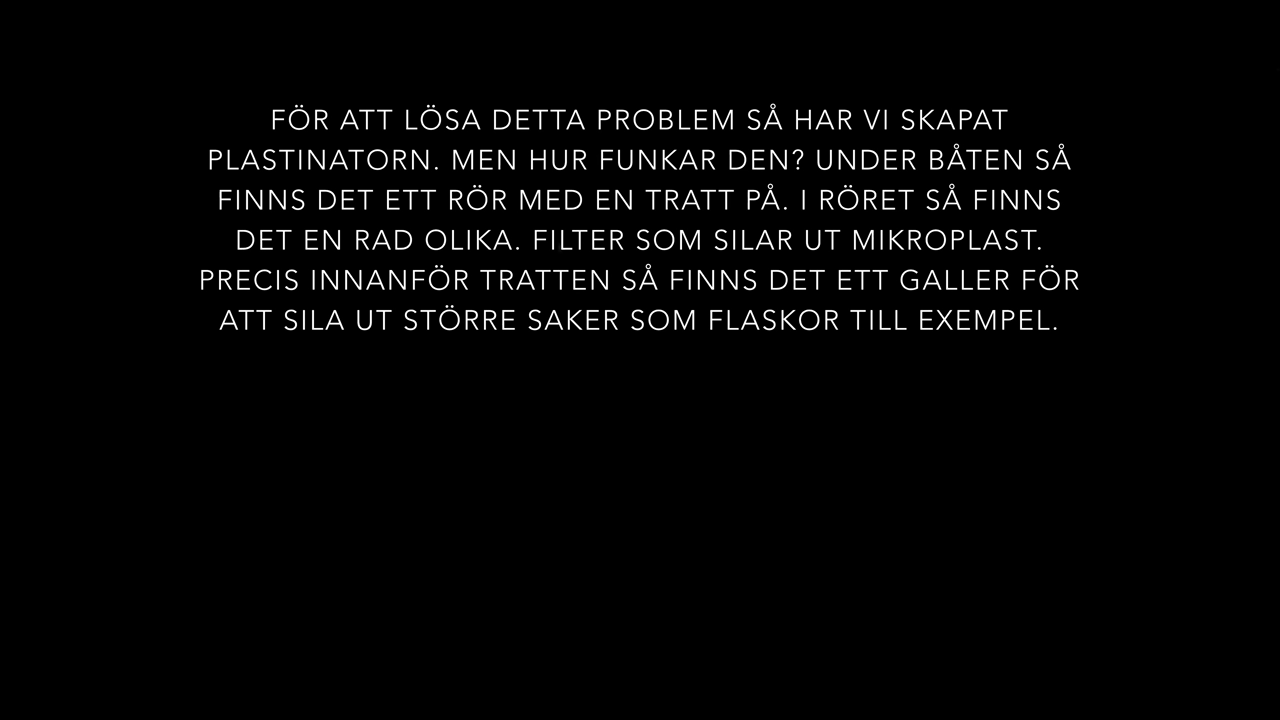 FÖR ATT LÖSA DETTA PROBLEM SÅ HAR VI SKAPAT
PLASTINATORN. MEN HUR FUNKAR DEN? UNDER BÅTEN SÅ
FINNS DET ETT RÖR MED EN TRATT PÅ. I RÖRET SÅ FINNS
DET EN RAD OLIKA. FILTER SOM SILAR UT MIKROPLAST.
PRECIS INNANFÖR TRATTEN SÅ FINNS DET ETT GALLER FÖR
ATT SILA UT STÖRRE SAKER SOM FLASKOR TILL EXEMPEL.